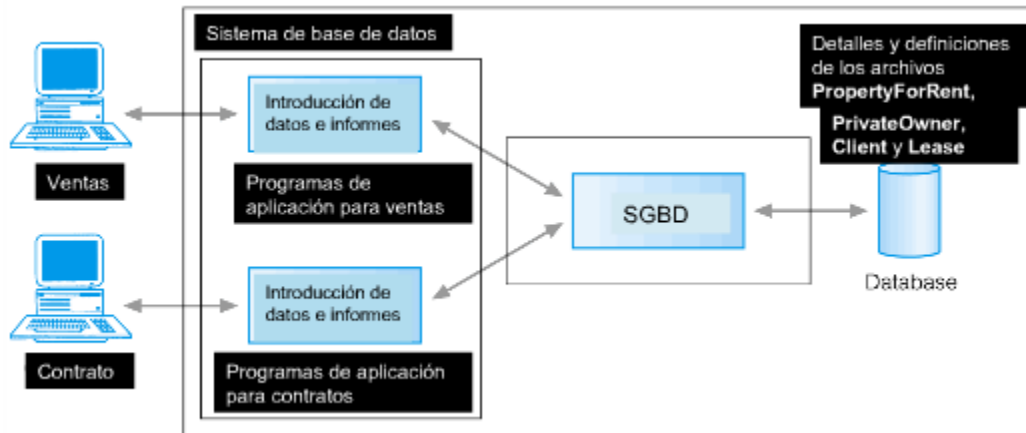 Sistema de base de datos
Introducción de
datos e informes
Ventas
Programas de
aplicación para ventas
Introducción de
datos e informes
Contrato
Programas de aplicación
para contratos
SGBD
Detalles y definiciones
de los archivos
PropertyForRent,
PrivateOwner,
Client y Lease
Database